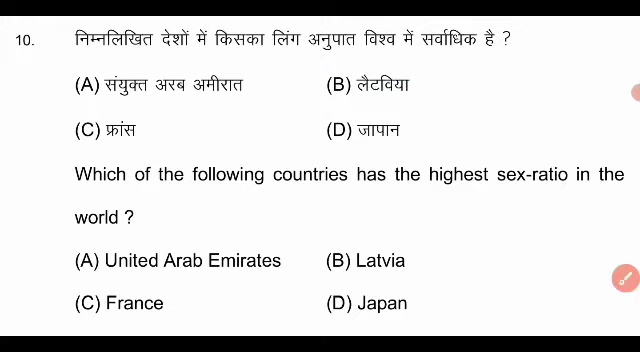 10. निम्नलिखित देशों में किसका लिंग अनुपात विश्व में सर्वाधिक है ?
(A) संयुक्त अरब अमीरात (B) लैटविया
(C) फ्रांस (D) जापान
Which of the following countries has the highest sex-ratio in the
world ?
(A) United Arab Emirates (B) Latvia
(C) France (D) Japan